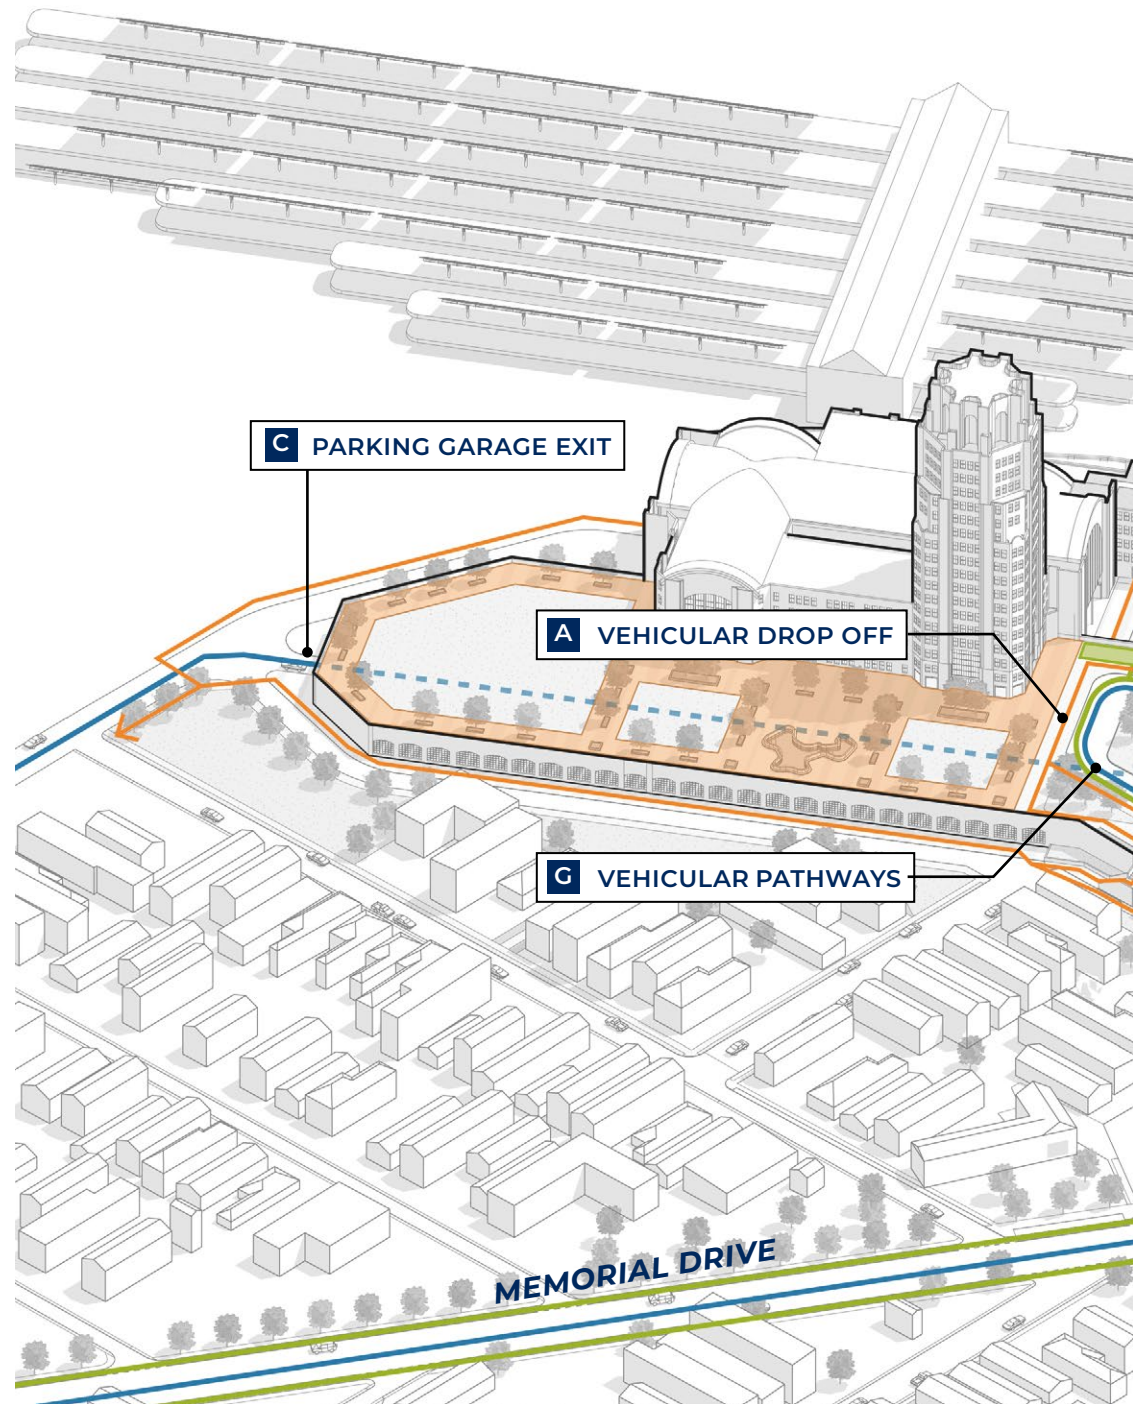 C PARKING GARAGE EXIT
A VEHICULAR DROP OFF
G VEHICULAR PATHWAYS
MEMORIAL DRIVE